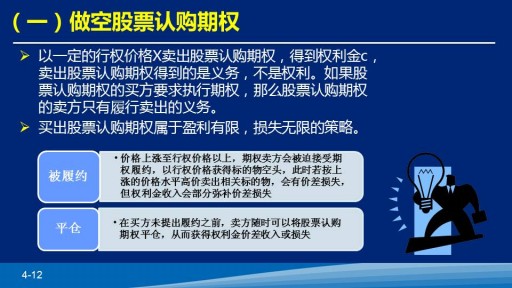 （一）做空股票认购期权
以一定的行权价格X卖出股票认购期权，得到权利金c，
卖出股票认购期权得到的是义务，不是权利。如果股
票认购期权的买方要求执行期权，那么股票认购期权
的卖方只有履行卖出的义务。
买出股票认购期权属于盈利有限，损失无限的策略。
被履约
•价格上涨至行权价格以上，期权卖方会被迫接受期
权履约，以行权价格获得标的物空头，此时若按上
涨的价格水平高价卖出相关标的物，会有价差损失，
但权利金收入会部分弥补价差损失
平仓
•在买方未提出履约之前，卖方随时可以将股票认购
期权平仓，从而获得权利金价差收入或损失
4-12